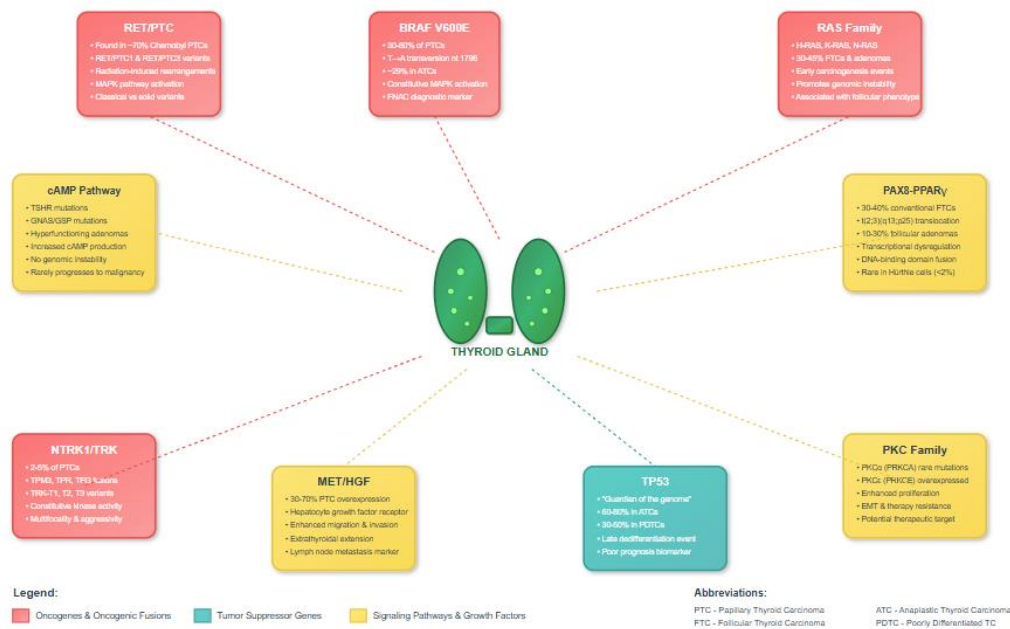 RET/PTC
• Found in ~70% Chernobyl PTCs
• RET/PTC1 & RET/PTC3 variants
• Radiation-induced rearrangements
• MAPK pathway activation
• Classical vs solid variants
BRAF V600E
• 30-80% of PTCs
• T→A transversion nt 1796
• ~29% in ATCs
• Constitutive MAPK activation
• FNAC diagnostic marker
RAS Family
• H-RAS, K-RAS, N-RAS
• 30-45% FTCs & adenomas
• Early carcinogenesis events
• Promotes genomic instability
• Associated with follicular phenotype
cAMP Pathway
• TSHR mutations
• GNAS/GSP mutations
• Hyperfunctioning adenomas
• Increased cAMP production
• No genomic instability
• Rarely progresses to malignancy
PAX8-PPARγ
• 30-40% conventional FTCs
• t(2;3)(q13;p25) translocation
• 10-30% follicular adenomas
• Transcriptional dysregulation
• DNA-binding domain fusion
• Rare in Hürthle cells (<2%)
THYROID GLAND
NTRK1/TRK
• 2-5% of PTCs
• TPM3, TPR, TFG fusions
• TRK-T1, T2, T3 variants
• Constitutive kinase activity
• Multifocality & aggressivity
MET/HGF
• 30-70% PTC overexpression
• Hepatocyte growth factor receptor
• Enhanced migration & invasion
• Extrathyroidal extension
• Lymph node metastasis marker
TP53
• "Guardian of the genome"
• 60-80% in ATCs
• 30-50% in PDTCs
• Late dedifferentiation event
• Poor prognosis biomarker
PKC Family
• PKCα (PRKCA) rare mutations
• PKCε (PRKCE) overexpressed
• Enhanced proliferation
• EMT & therapy resistance
• Potential therapeutic target
Legend:
Oncogenes & Oncogenic Fusions
Tumor Suppressor Genes
Signaling Pathways & Growth Factors
Abbreviations:
PTC - Papillary Thyroid Carcinoma
ATC - Anaplastic Thyroid Carcinoma
FTC - Follicular Thyroid Carcinoma
PDTC - Poorly Differentiated TC